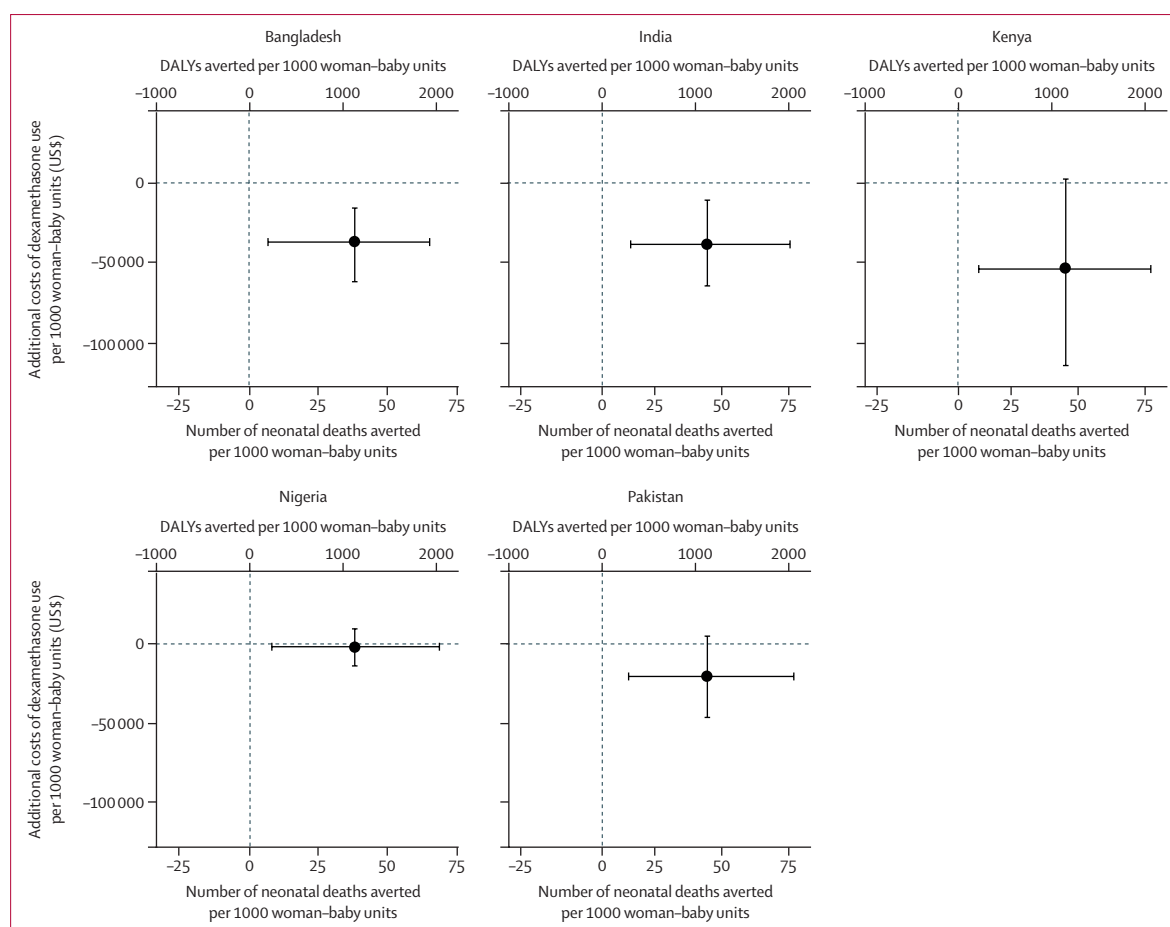 Bangladesh
DALYs averted per 1000 woman–baby units
–1000 0 1000 2000
India
DALYs averted per 1000 woman–baby units
–1000 0 1000 2000
Kenya
DALYs averted per 1000 woman–baby units
–1000 0 1000 2000
Additional costs of dexamethasone use
per 1000 woman–baby units (US$)
0
–50 000
–100 000
–25 0 25 50 75
Number of neonatal deaths averted
per 1000 woman–baby units
–25 0 25 50 75
Number of neonatal deaths averted
per 1000 woman–baby units
–25 0 25 50 75
Number of neonatal deaths averted
per 1000 woman–baby units
Nigeria
DALYs averted per 1000 woman–baby units
–1000 0 1000 2000
Pakistan
DALYs averted per 1000 woman–baby units
–1000 0 1000 2000
Additional costs of dexamethasone use
per 1000 woman–baby units (US$)
0
–50 000
–100 000
–25 0 25 50 75
Number of neonatal deaths averted
per 1000 woman–baby units
–25 0 25 50 75
Number of neonatal deaths averted
per 1000 woman–baby units